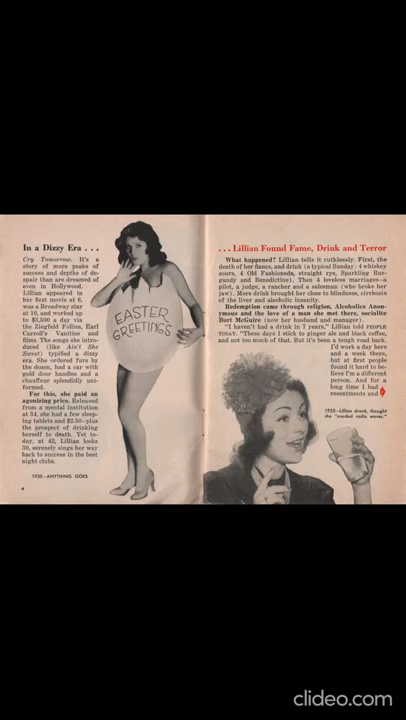 In a Dizzy Era . . .
Cry Tomorrow. It's a
story of more peaks of
success and depths of de-
spair than are dreamed of
even in Hollywood.
Lillian appeared in
her first movie at 6,
was a Broadway star
at 10, and worked up
to $3,500 a day via
the Ziegfeld Follies, Earl
Carroll's Vanities and
films. The songs she intro-
duced (like Ain't She
Sweet) typified a dizzy
era. She ordered furs by
the dozen, had a car with
gold door handles and a
chauffeur splendidly uni-
formed.
For this, she paid an
agonizing price. Released
from a mental institution
at 34, she had a few sleep-
ing tablets and $2.50—plus
the prospect of drinking
herself to death. Yet to-
day, at 42, Lillian looks
30, serenely sings her way
back to success in the best
night clubs.
1930—ANYTHING GOES
4
EASTER
GREETINGS
. . . Lillian Found Fame, Drink and Terror
What happened? Lillian tells it ruthlessly. First, the
death of her fiance, and drink (a typical Sunday: 4 whiskey
sours, 4 Old Fashioneds, straight rye, Sparkling Bur-
gundy and Benedictine). Then 4 loveless marriages—a
pilot, a judge, a rancher and a salesman (who broke her
jaw). More drink brought her close to blindness, cirrhosis
of the liver and alcoholic insanity.
Redemption came through religion, Alcoholics Anon-
ymous and the love of a man she met there, socialite
Burt McGuire (now her husband and manager).
"I haven't had a drink in 7 years," Lillian told PEOPLE
TODAY. "These days I stick to ginger ale and black coffee,
and not too much of that. But it's been a tough road back.
I'd work a day here
and a week there,
but at first people
found it hard to be-
lieve I'm a different
person. And for a
long time I had
resentments and
1935—Lillian drank, thought
she "exuded radio waves."
clideo.com